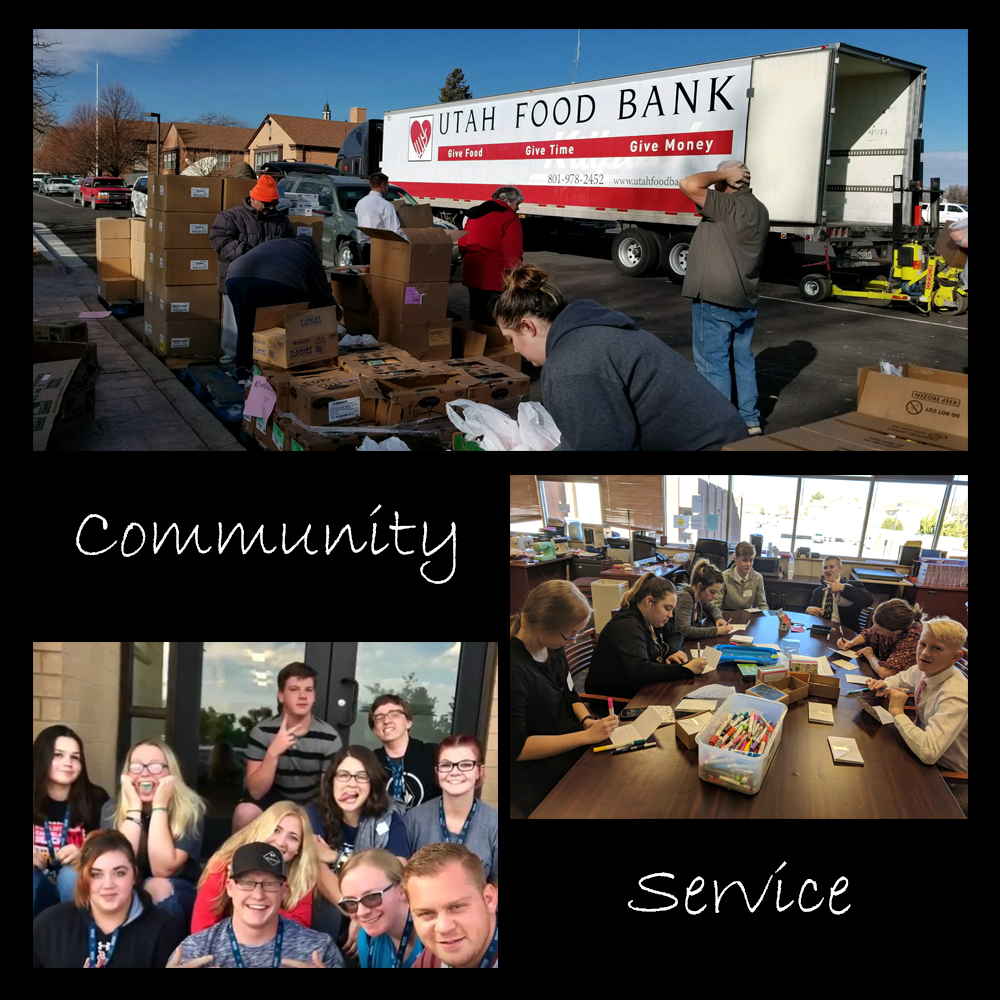 UTAH FOOD BANK
Give Food Give Time Give Money
801-978-2452 www.utahfoodba
KEEP FROZEN
DO NOT CUT
Community
Service